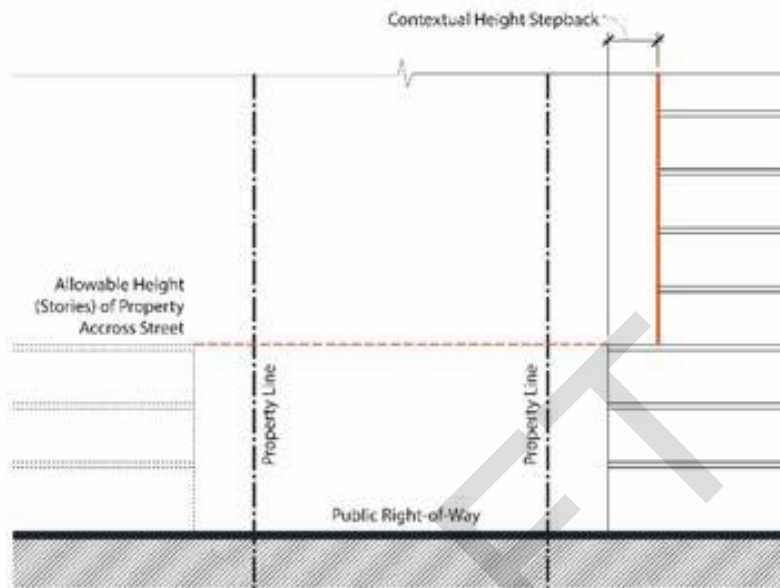 Contextual Height Stepback
Allowable Height
(Stories) of Property
Accross Street
Property Line
Property Line
Public Right-of-Way